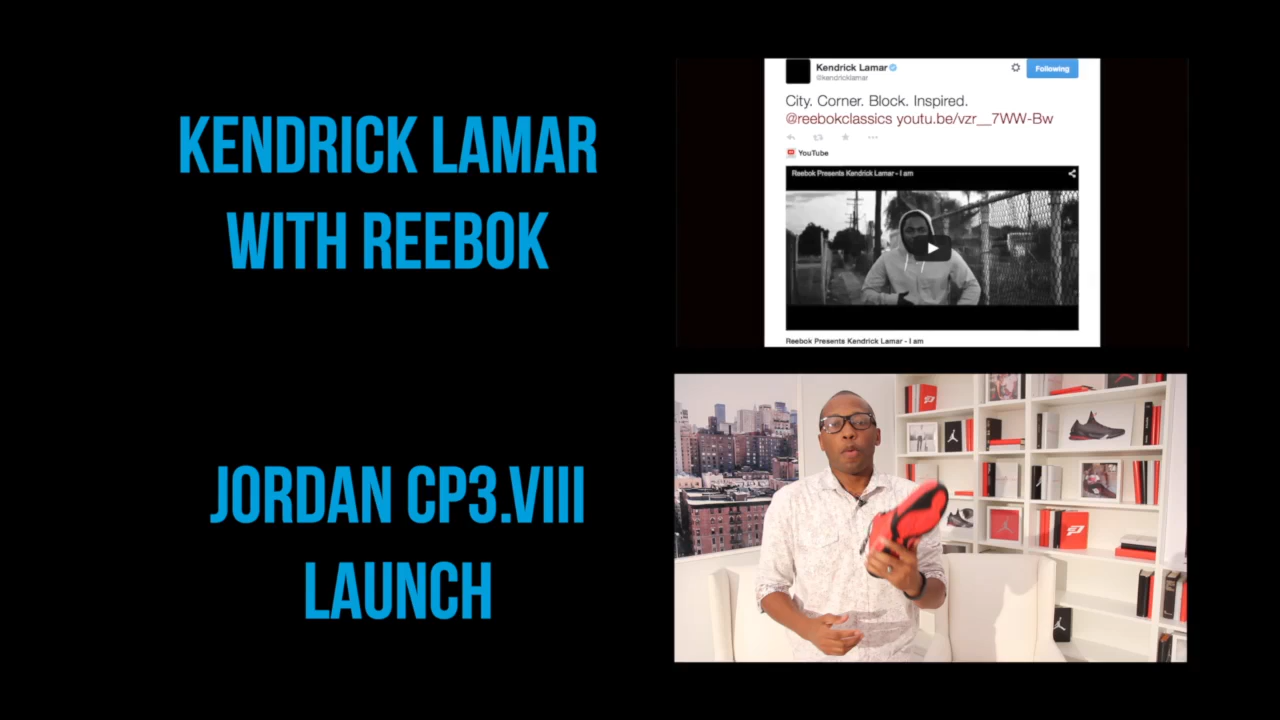 KENDRICK LAMAR
WITH REEBOK
Kendrick Lamar
@kendricklamar
Following
City. Corner. Block. Inspired.
@reebokclassics youtu.be/vzr__7WW-Bw
YouTube
Reebok Presents Kendrick Lamar - I am
Reebok Presents Kendrick Lamar - I am
JORDAN CP3.VIII
LAUNCH